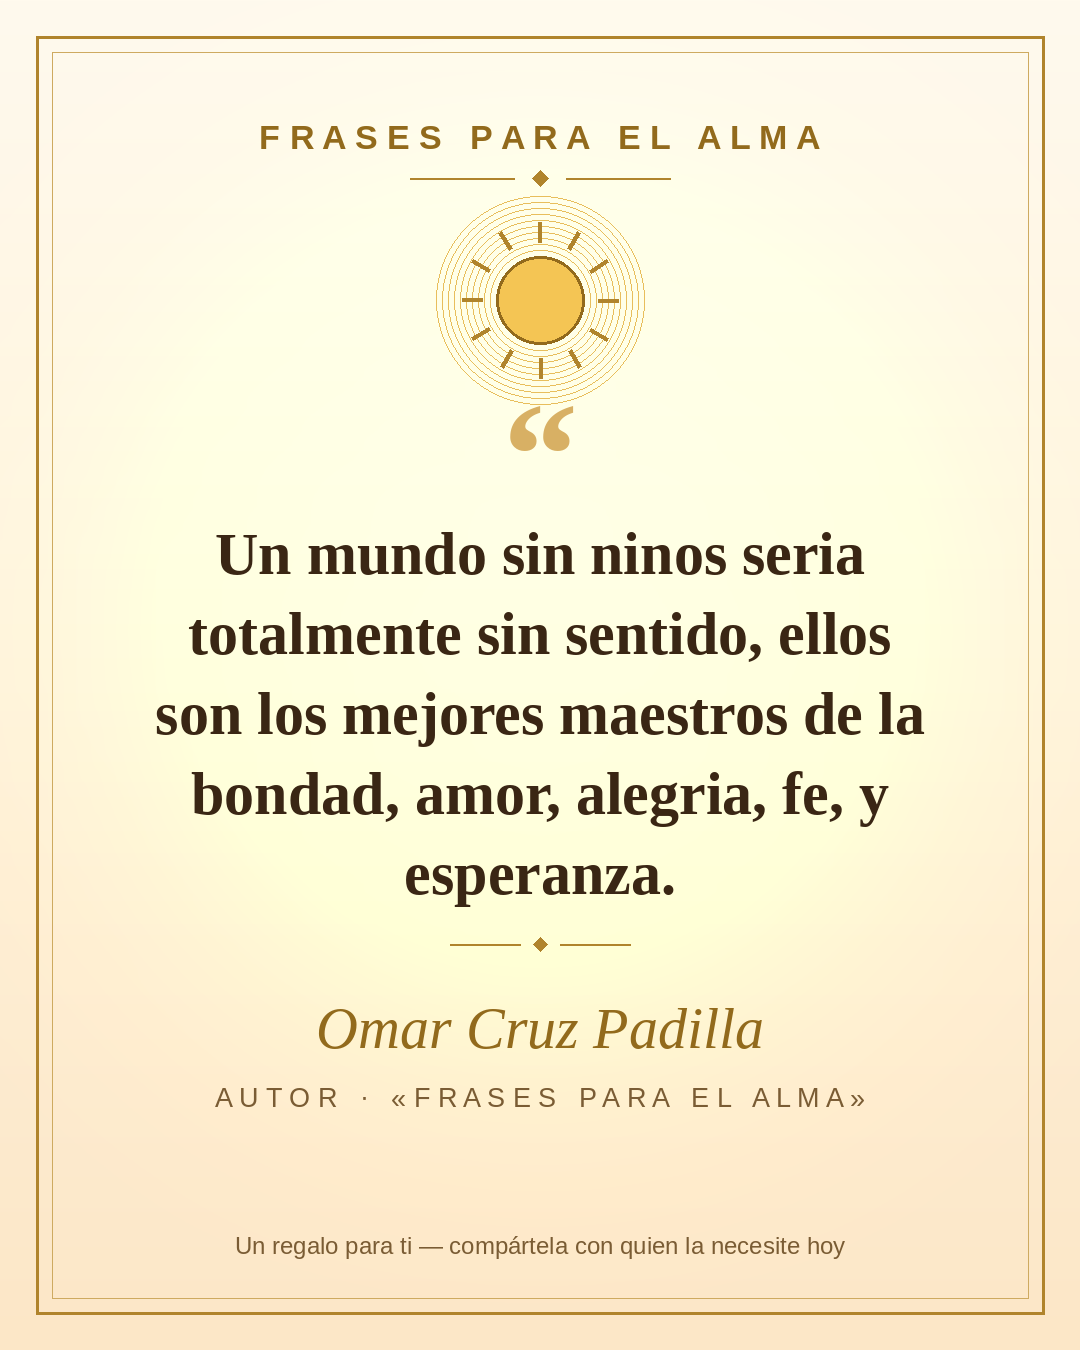 FRASES PARA EL ALMA
“
Un mundo sin ninos seria
totalmente sin sentido, ellos
son los mejores maestros de la
bondad, amor, alegria, fe, y
esperanza.
Omar Cruz Padilla
AUTOR · «FRASES PARA EL ALMA»
Un regalo para ti — compártela con quien la necesite hoy